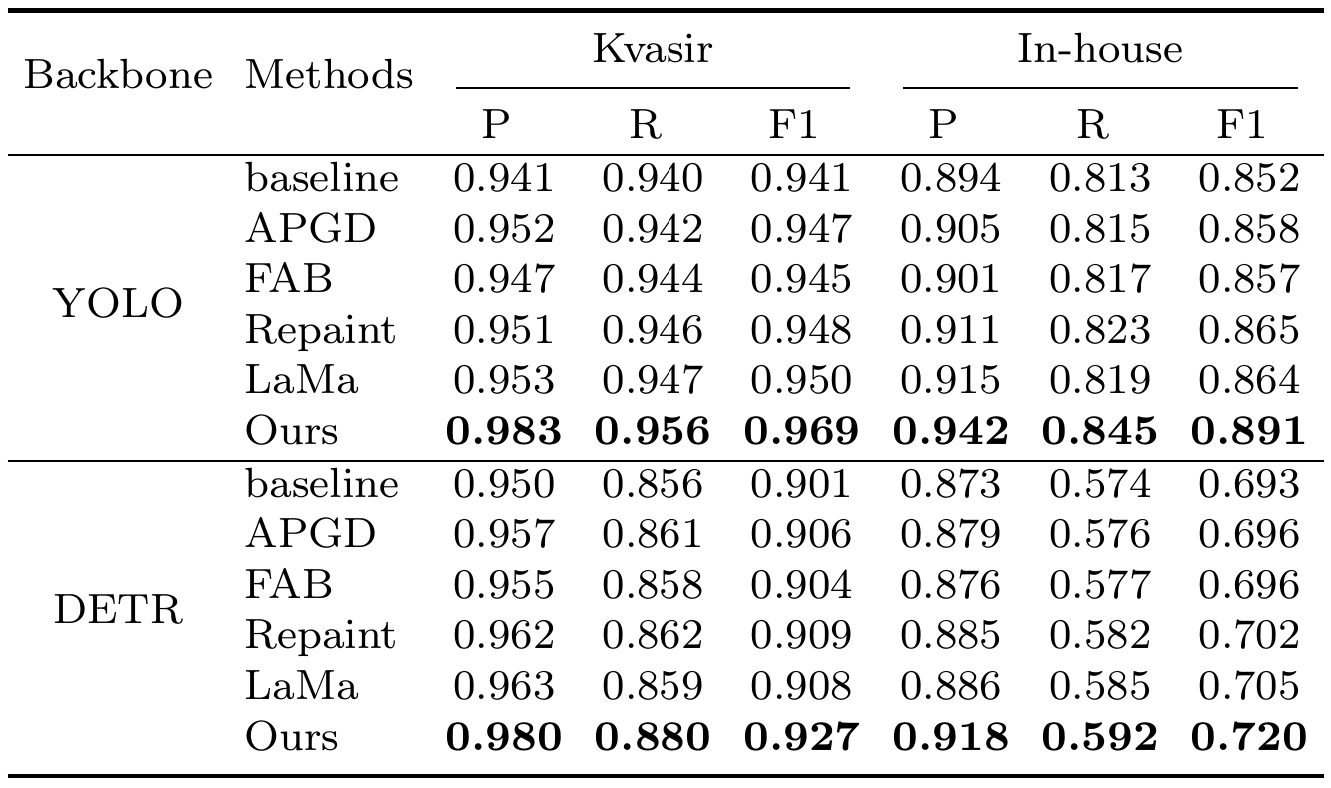 Backbone Methods Kvasir In-house
P R F1 P R F1
YOLO
baseline 0.941 0.940 0.941 0.894 0.813 0.852
APGD 0.952 0.942 0.947 0.905 0.815 0.858
FAB 0.947 0.944 0.945 0.901 0.817 0.857
Repaint 0.951 0.946 0.948 0.911 0.823 0.865
LaMa 0.953 0.947 0.950 0.915 0.819 0.864
Ours 0.983 0.956 0.969 0.942 0.845 0.891
DETR
baseline 0.950 0.856 0.901 0.873 0.574 0.693
APGD 0.957 0.861 0.906 0.879 0.576 0.696
FAB 0.955 0.858 0.904 0.876 0.577 0.696
Repaint 0.962 0.862 0.909 0.885 0.582 0.702
LaMa 0.963 0.859 0.908 0.886 0.585 0.705
Ours 0.980 0.880 0.927 0.918 0.592 0.720